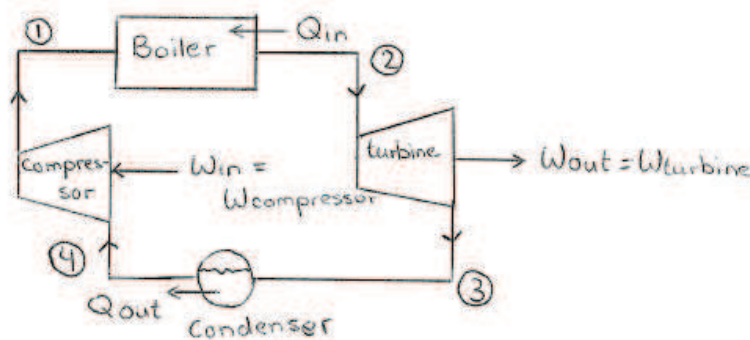 ①
Boiler
Qin
②
compres-
sor
Win =
Wcompressor
turbine
Wout = Wturbine
④
Qout
Condenser
③